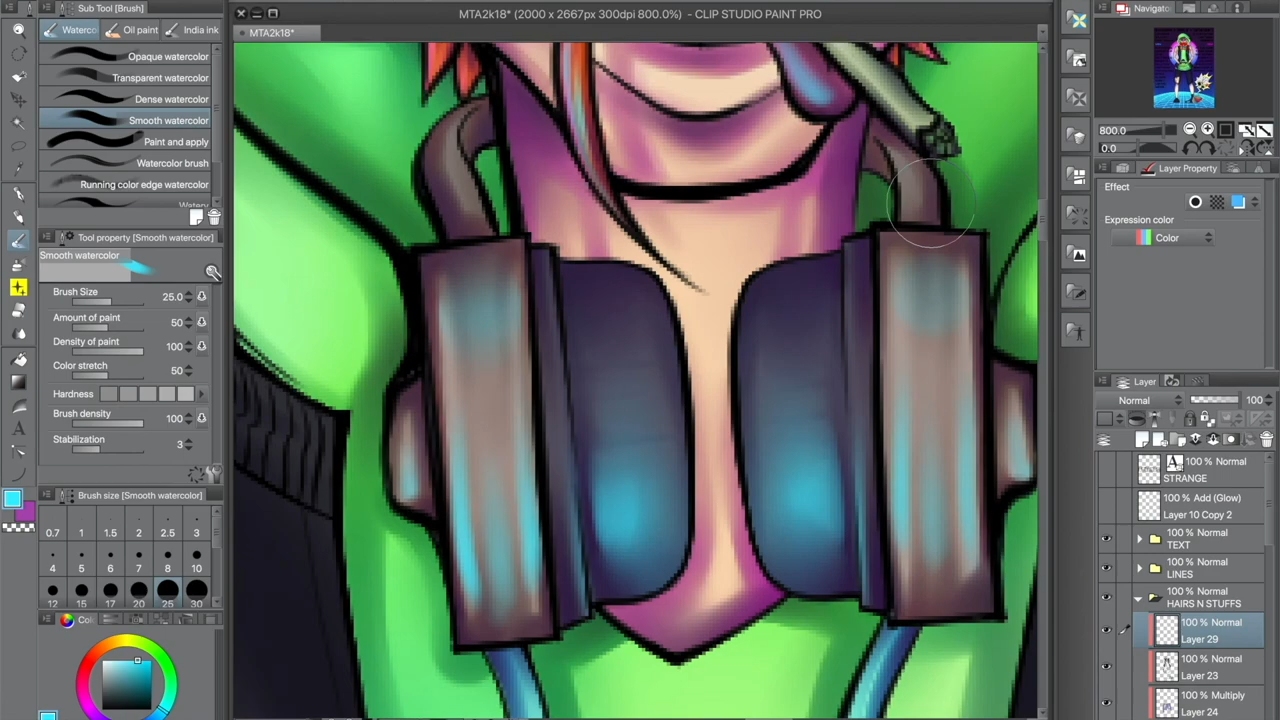 Sub Tool [Brush]
MTA2k18* (2000 x 2667px 300dpi 800.0%)  - CLIP STUDIO PAINT PRO
Navigator
Waterco
Oil paint
India ink
MTA2k18*
Opaque watercolor
Transparent watercolor
Dense watercolor
Smooth watercolor
Paint and apply
Watercolor brush
Running color edge watercolor
Watery
Tool property [Smooth watercolor]
Smooth watercolor
Brush Size 25.0
Amount of paint 50
Density of paint 100
Color stretch 50
Hardness
Brush density 100
Stabilization 3
Brush size [Smooth watercolor]
0.7 1 1.5 2 2.5 3
4 5 6 7 8 10
12 15 17 20 25 30
Col
800.0
0.0
Layer Property
Effect
Expression color
Color
Layer
Normal 100
100 % Normal
STRANGE
100 % Add (Glow)
Layer 10 Copy 2
100 % Normal
TEXT
100 % Normal
LINES
100 % Normal
HAIRS N STUFFS
100 % Normal
Layer 29
100 % Normal
Layer 23
100 % Multiply
Layer 24